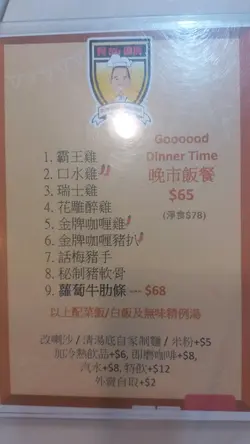 Goooood
Dinner Time
晚市飯餐
$65
(淨食$78)
1. 霸王雞
2. 口水雞
3. 瑞士雞
4. 花雕醉雞
5. 金牌咖喱雞
6. 金牌咖喱豬扒
7. 話梅豬手
8. 秘制豬軟骨
9. 蘿蔔牛肋條 — $68
以上配菜飯/白飯及無味精例湯
改喇沙 / 清湯底自家制麵 / 米粉+$5
加冷熱飲品+$6, 即磨咖啡+$8,
汽水+$8, 特飲+$12
外賣自取+$2